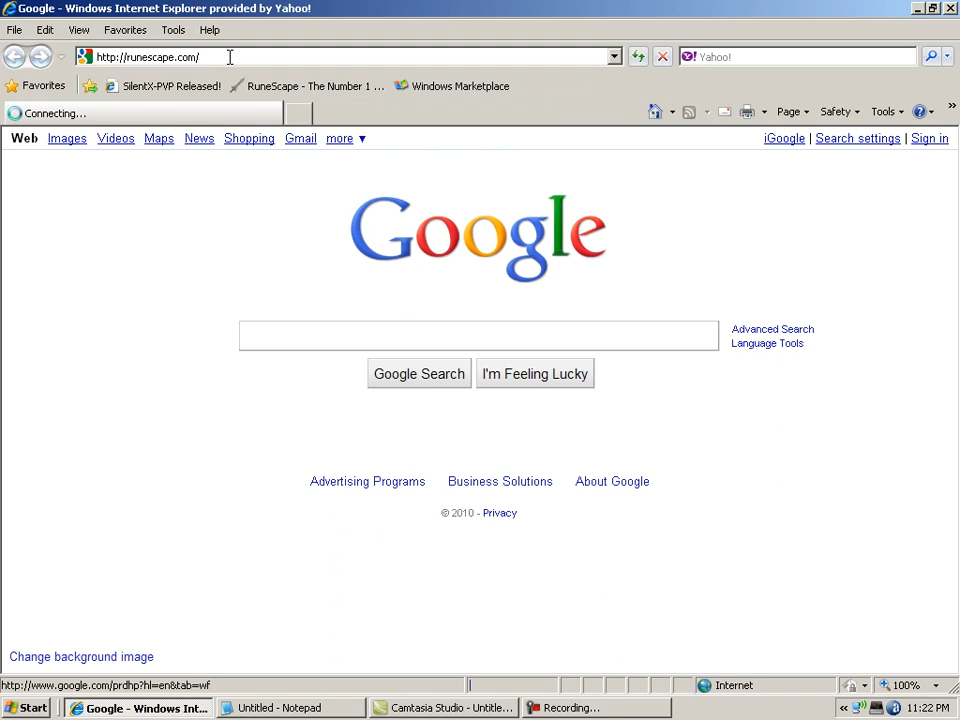 Google - Windows Internet Explorer provided by Yahoo!
File Edit View Favorites Tools Help
http://runescape.com/ Yahoo!
Favorites SilentX-PVP Released! RuneScape - The Number 1 ... Windows Marketplace
Connecting... Page Safety Tools »
Web Images Videos Maps News Shopping Gmail more ▼ iGoogle | Search settings | Sign in
Google
Advanced Search
Language Tools
Google Search I'm Feeling Lucky
Advertising Programs Business Solutions About Google
© 2010 - Privacy
Change background image
http://www.google.com/prdhp?hl=en&tab=wf Internet 100%
Start Google - Windows Int... Untitled - Notepad Camtasia Studio - Untitle... Recording... « 11:22 PM